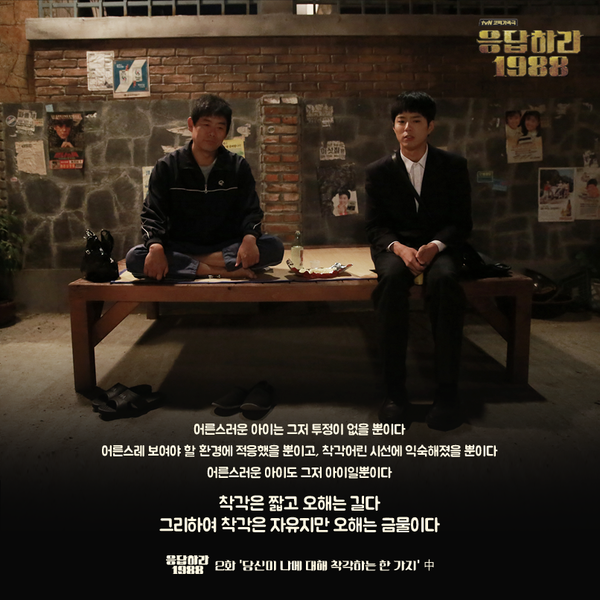 tvN 코믹가족극
응답하라
1988
어른스러운 아이는 그저 투정이 없을 뿐이다
어른스레 보여야 할 환경에 적응했을 뿐이고, 착각어린 시선에 익숙해졌을 뿐이다
어른스러운 아이도 그저 아이일뿐이다
착각은 짧고 오해는 길다
그리하여 착각은 자유지만 오해는 금물이다
응답하라 1988 2화 '당신이 나에 대해 착각하는 한 가지' 中